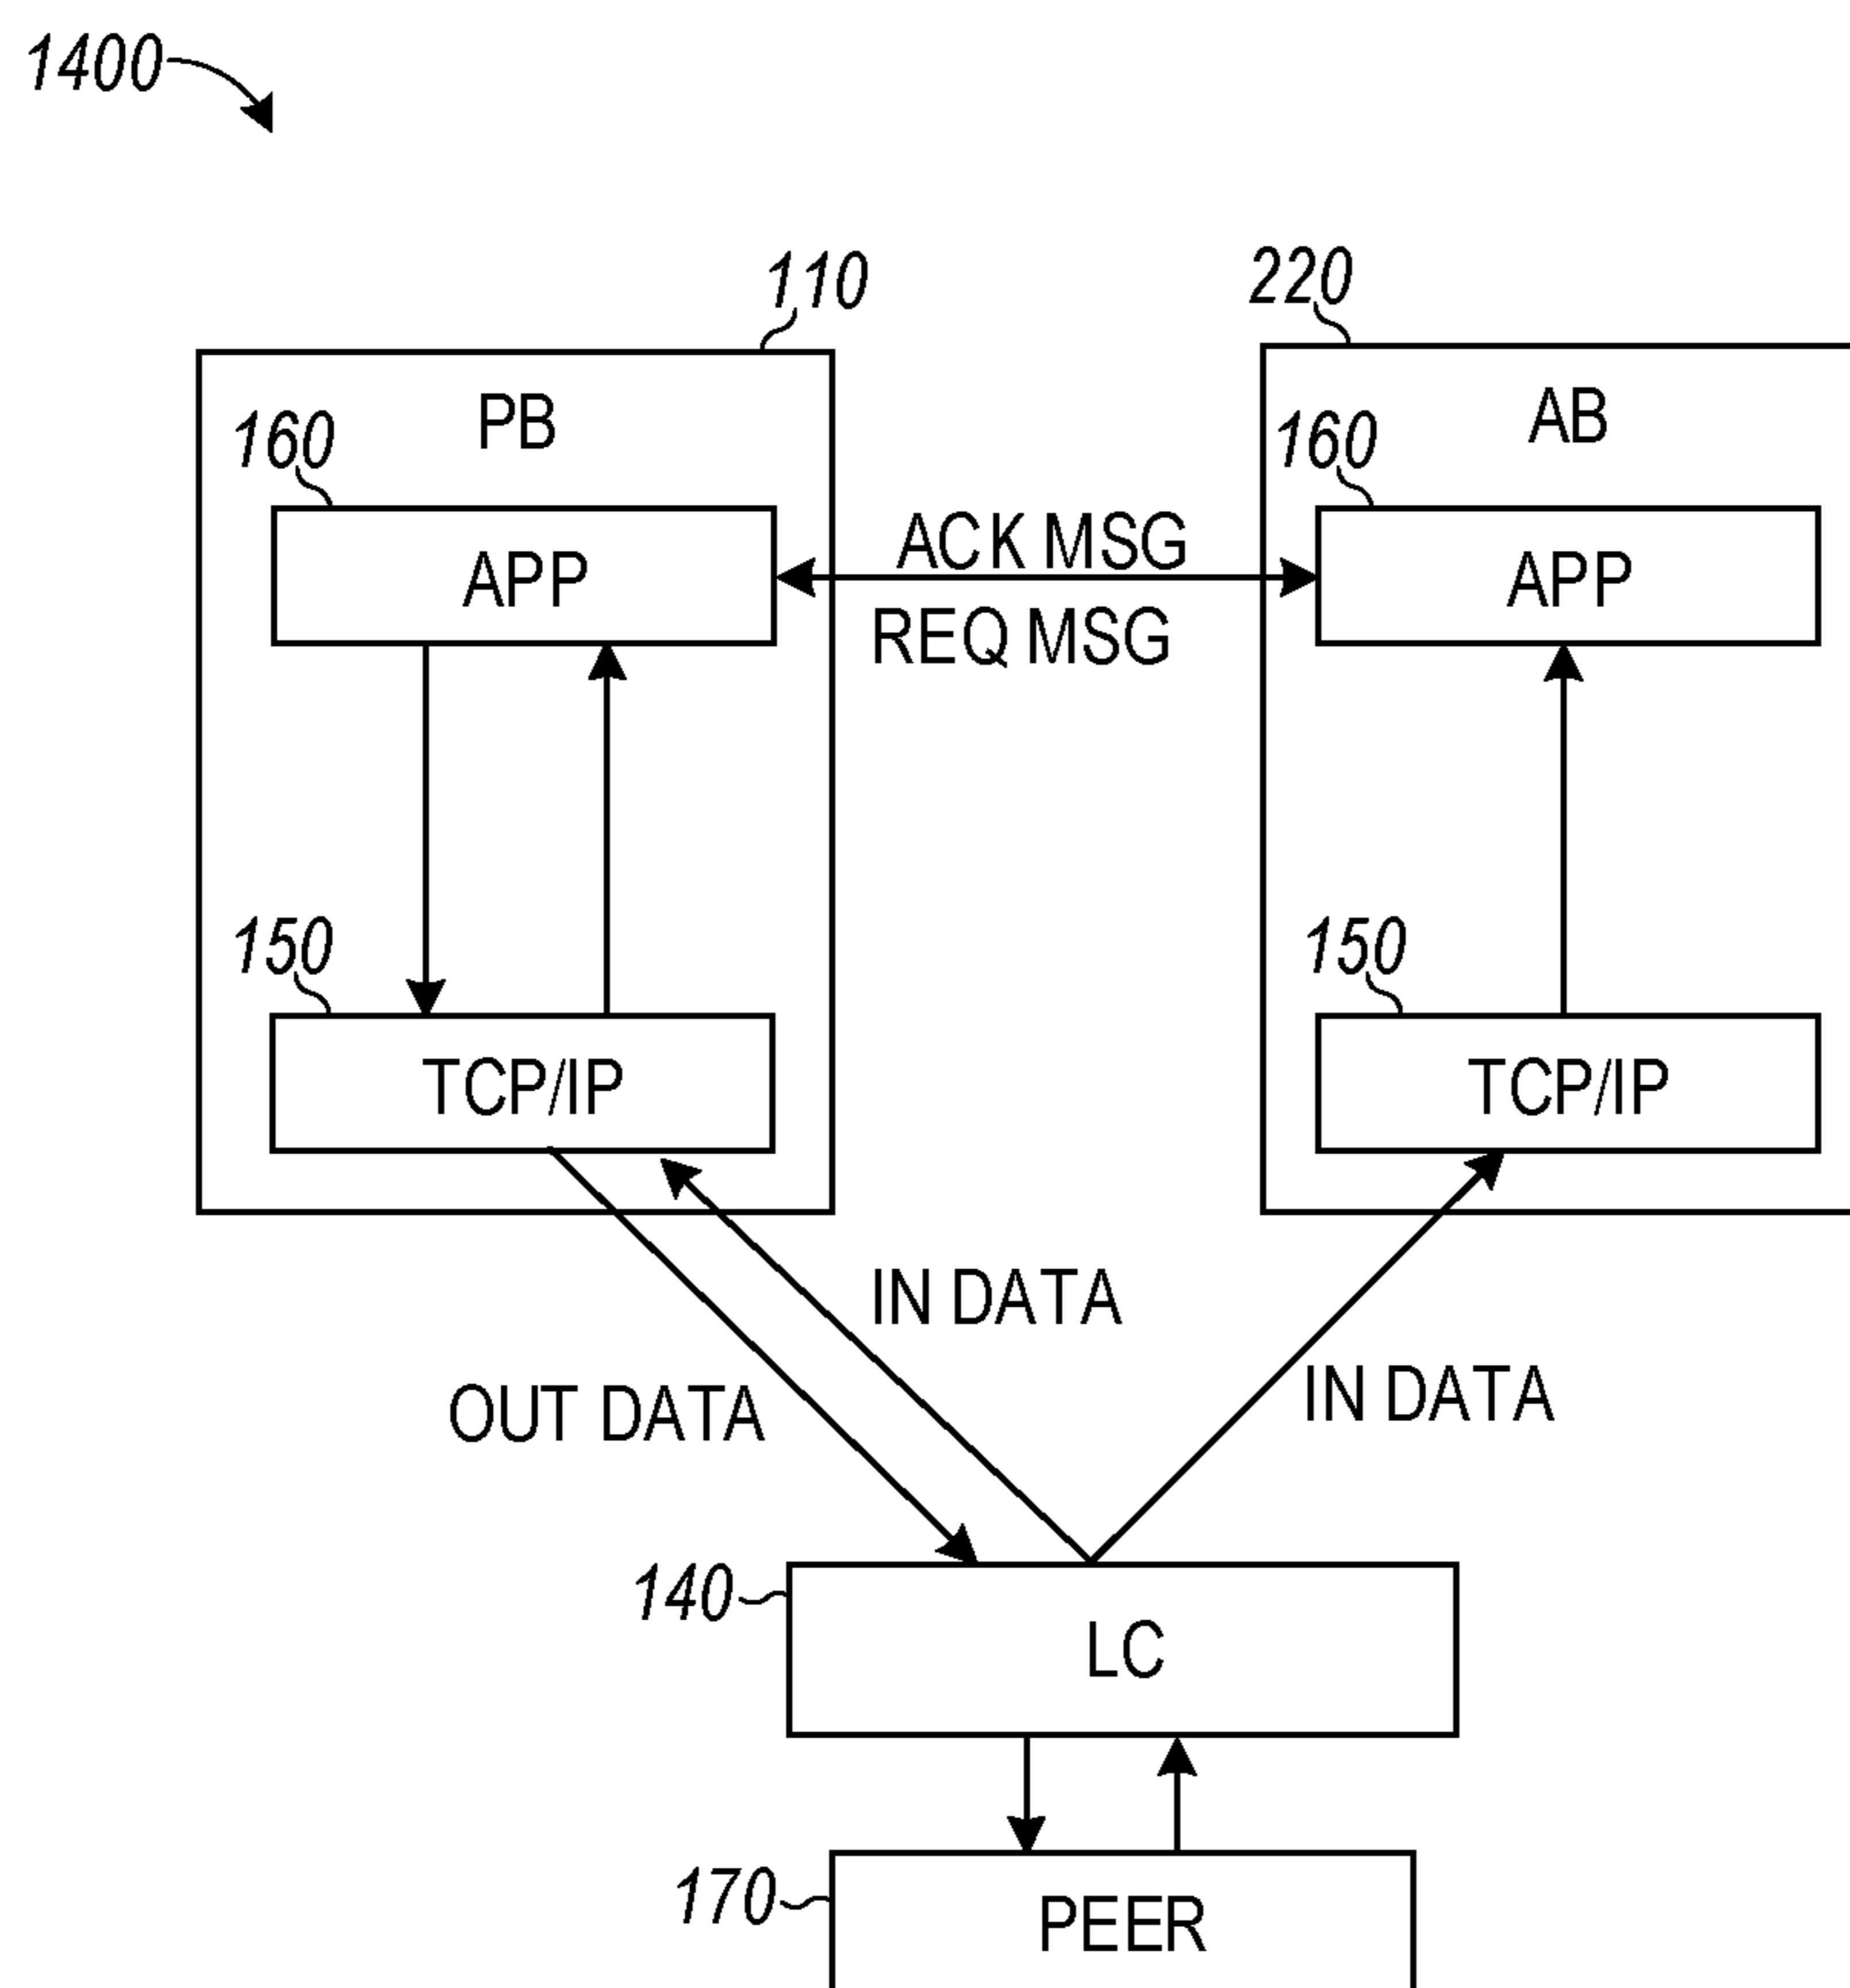 1400
110
220
PB
AB
160
160
APP
ACK MSG
REQ MSG
APP
150
150
TCP/IP
TCP/IP
IN DATA
OUT DATA
IN DATA
140
LC
170
PEER